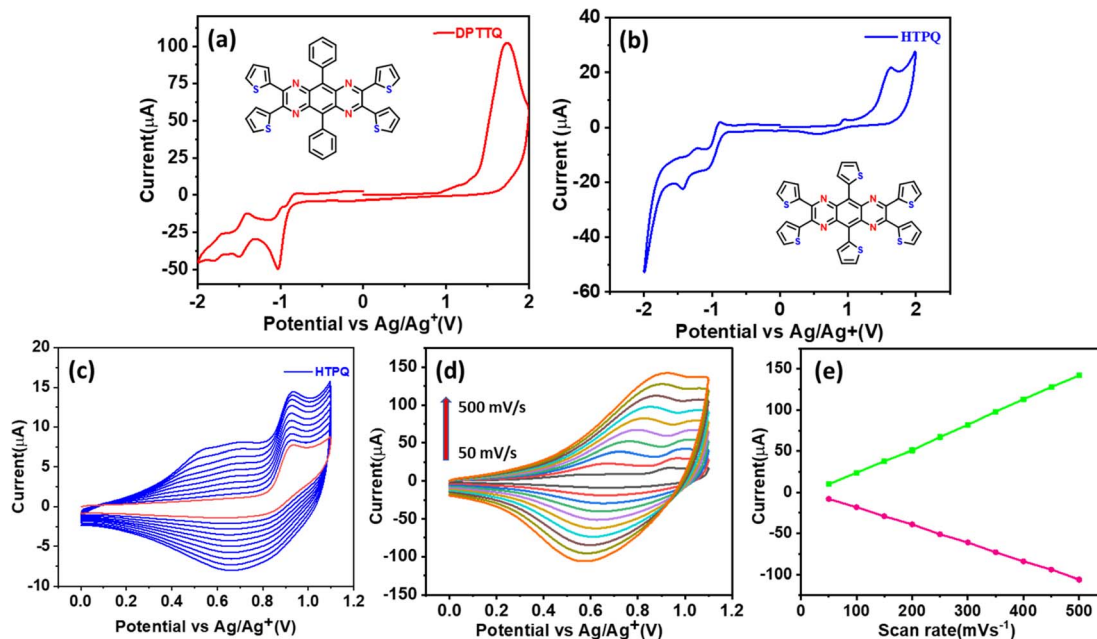 (a)
DPTTQ
100
75
50
25
0
-25
-50
Current(μA)
-2 -1 0 1 2
Potential vs Ag/Ag+(V)
S S N N N N S S
(b)
HTPQ
40
20
0
-20
-40
-60
Current (μA)
-2 -1 0 1 2
Potential vs Ag/Ag+(V)
S S S N N N N S S S
(c)
HTPQ
20
15
10
5
0
-5
-10
Current(μA)
0.0 0.2 0.4 0.6 0.8 1.0 1.2
Potential vs Ag/Ag+(V)
(d)
500 mV/s
50 mV/s
150
100
50
0
-50
-100
-150
Current(μA)
0.0 0.2 0.4 0.6 0.8 1.0 1.2
Potential vs Ag/Ag+(V)
(e)
150
100
50
0
-50
-100
Current(μA)
0 100 200 300 400 500
Scan rate(mVs-1)